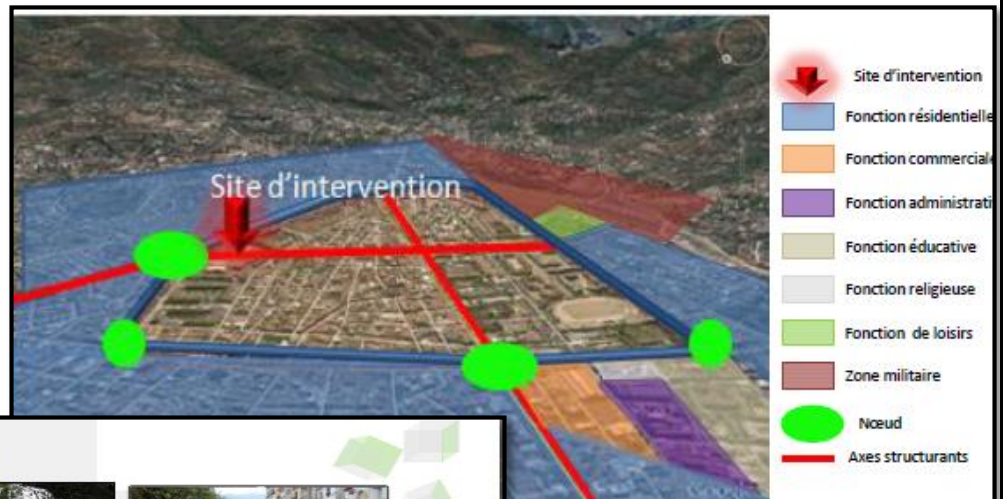 Site d'intervention
Site d'intervention
Fonction résidentielle
Fonction commerciale
Fonction administrati
Fonction éducative
Fonction religieuse
Fonction de loisirs
Zone militaire
Nœud
Axes structurants